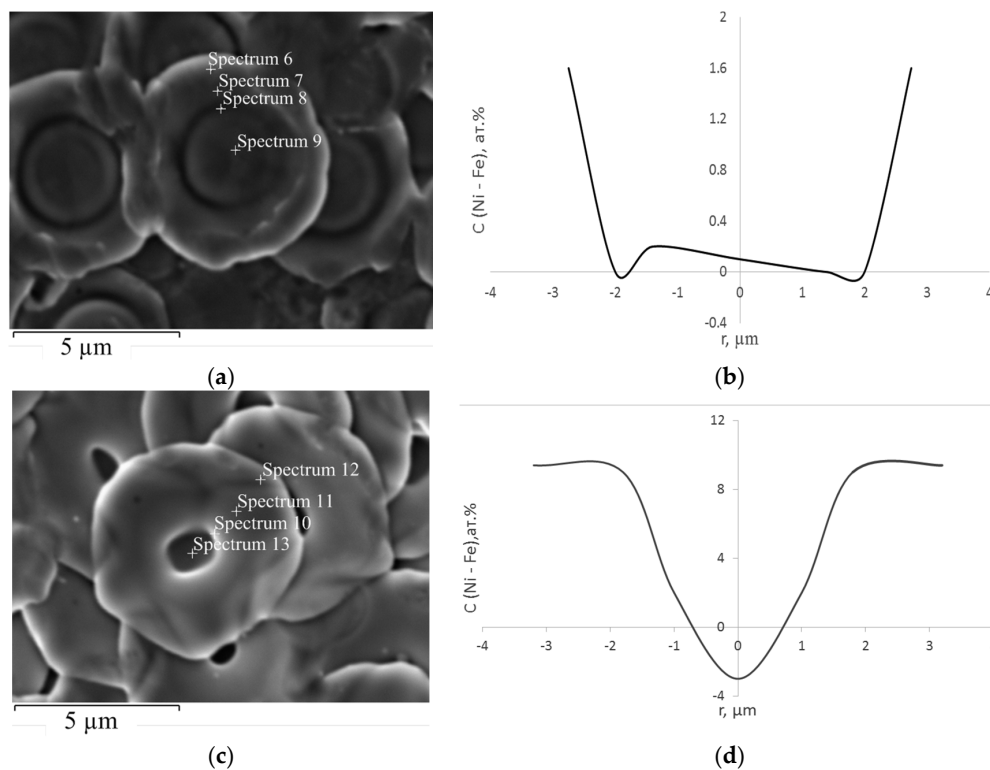 Spectrum 6
Spectrum 7
Spectrum 8
Spectrum 9
5 µm
(a)
2
1.6
1.2
0.8
0.4
0
-0.4
-4 -3 -2 -1 0 1 2 3 4
C (Ni - Fe), ат.%
r, µm
(b)
Spectrum 12
Spectrum 11
Spectrum 10
Spectrum 13
5 µm
(c)
12
8
4
0
-4
-4 -3 -2 -1 0 1 2 3
C (Ni - Fe),ат.%
r, µm
(d)